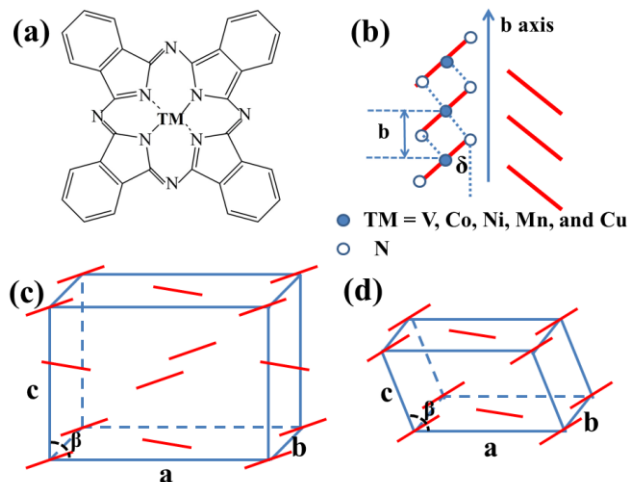 (a)
N
N
N
N
TM
N
N
N
N
(b)
b axis
b
δ
TM = V, Co, Ni, Mn, and Cu
N
(c)
c
β
a
b
(d)
c
β
a
b